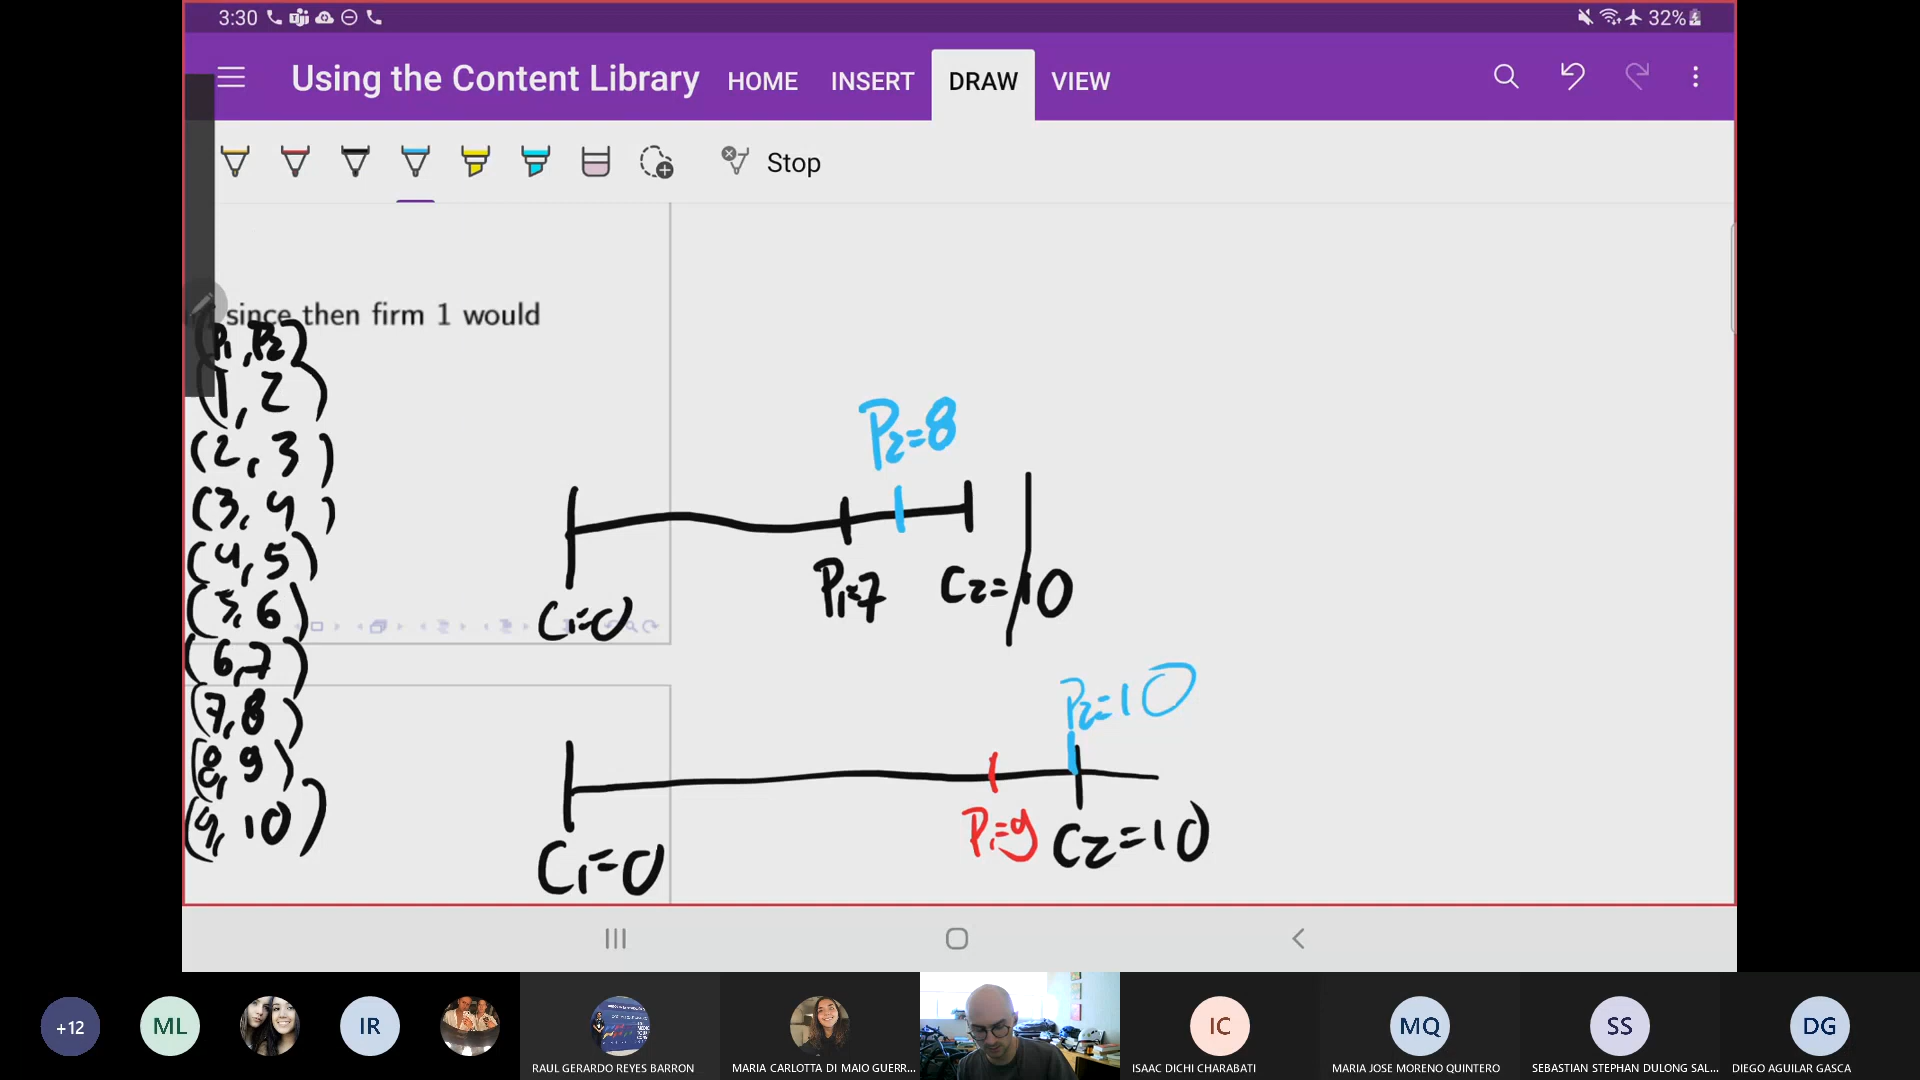 3:30 32%
Using the Content Library HOME INSERT DRAW VIEW
Stop
since then firm 1 would
(P1, P2)
(1, 2)
(2, 3)
(3, 4)
(4, 5)
(5, 6)
(6, 7)
(7, 8)
(8, 9)
(9, 10)
P2=8
C1=0 P1=7 C2=10
P2=10
C1=0 P1=9 C2=10
+12 ML IR IC MQ SS DG
RAUL GERARDO REYES BARRON MARIA CARLOTTA DI MAIO GUERR... ISAAC DICHI CHARABATI MARIA JOSE MORENO QUINTERO SEBASTIAN STEPHAN DULONG SAL... DIEGO AGUILAR GASCA